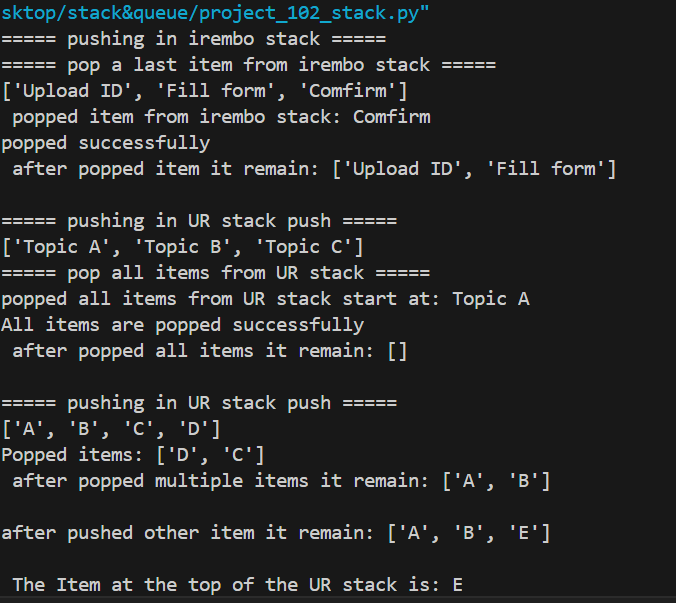 sktop/stack&queue/project_102_stack.py"
===== pushing in irembo stack =====
===== pop a last item from irembo stack =====
['Upload ID', 'Fill form', 'Comfirm']
 popped item from irembo stack: Comfirm
popped successfully
 after popped item it remain: ['Upload ID', 'Fill form']

===== pushing in UR stack push =====
['Topic A', 'Topic B', 'Topic C']
===== pop all items from UR stack =====
popped all items from UR stack start at: Topic A
All items are popped successfully
 after popped all items it remain: []

===== pushing in UR stack push =====
['A', 'B', 'C', 'D']
Popped items: ['D', 'C']
 after popped multiple items it remain: ['A', 'B']

after pushed other item it remain: ['A', 'B', 'E']

 The Item at the top of the UR stack is: E